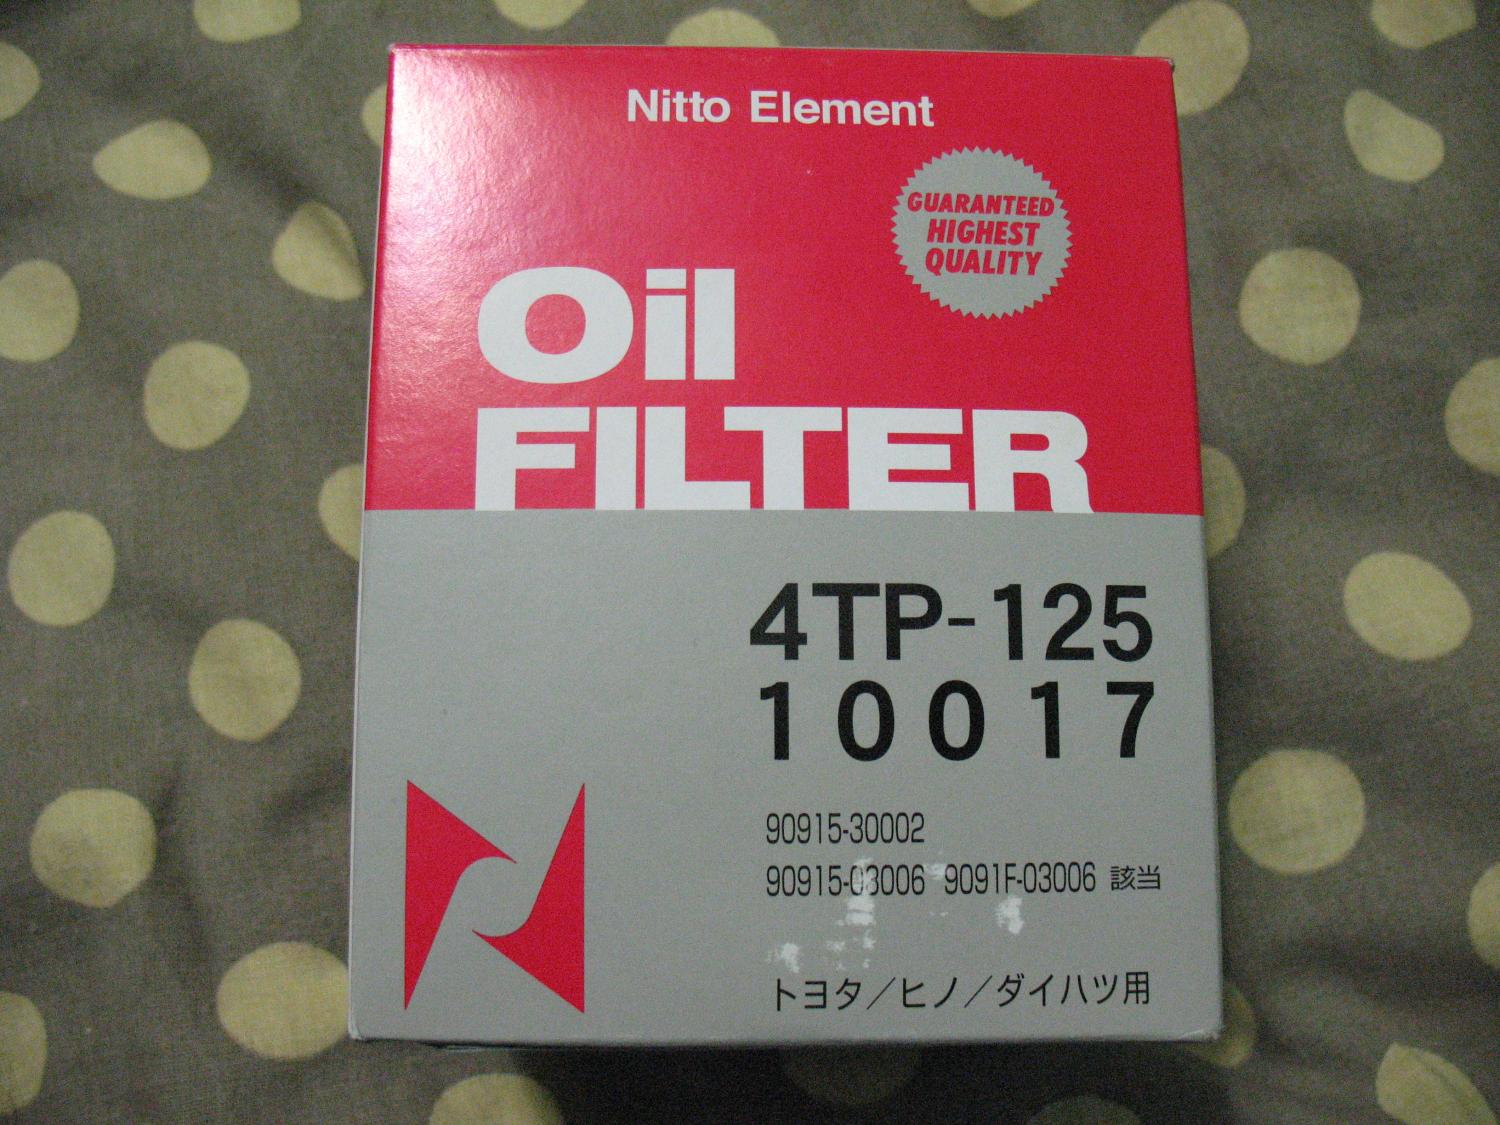 Nitto Element
GUARANTEED
HIGHEST
QUALITY
Oil
FILTER
4TP-125
10017
90915-30002
90915-03006 9091F-03006 該当
トヨタ/ヒノ/ダイハツ用